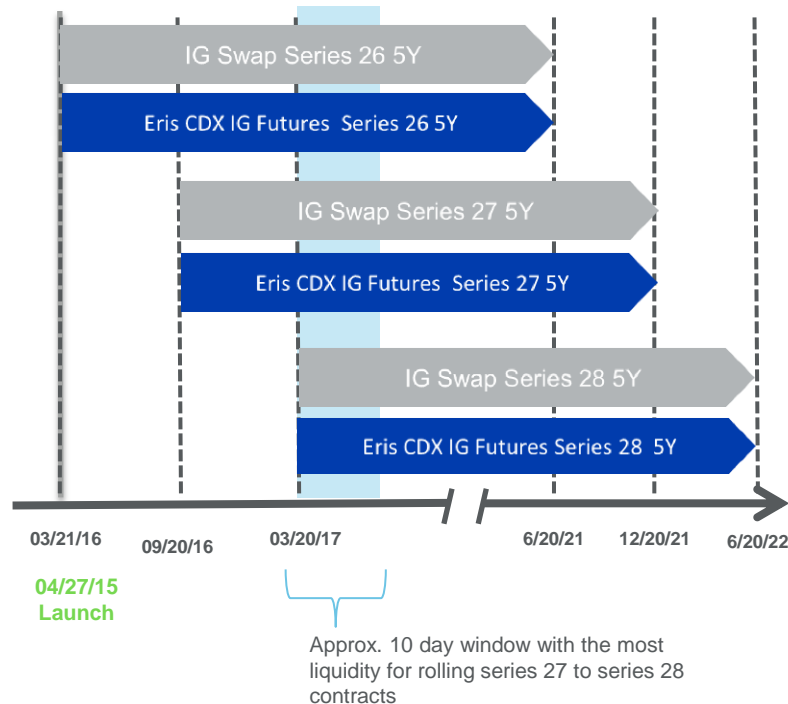 IG Swap Series 26 5Y
Eris CDX IG Futures  Series 26 5Y
IG Swap Series 27 5Y
Eris CDX IG Futures  Series 27 5Y
IG Swap Series 28 5Y
Eris CDX IG Futures Series 28  5Y
03/21/16
09/20/16
03/20/17
6/20/21
12/20/21
6/20/22
04/27/15
Launch
Approx. 10 day window with the most
liquidity for rolling series 27 to series 28
contracts